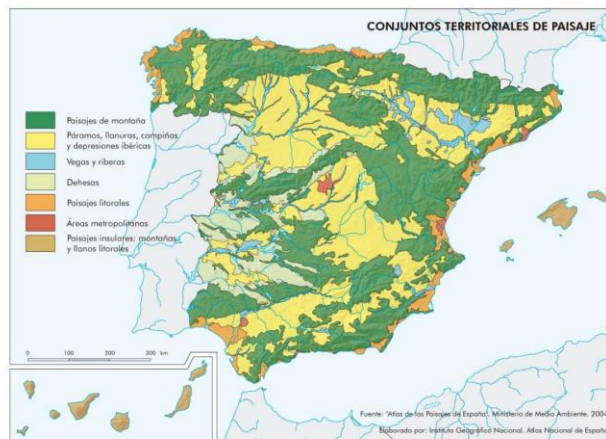 CONJUNTOS TERRITORIALES DE PAISAJE
Paisajes de montaña
Páramos, llanuras, campiñas
y depresiones ibéricas
Vegas y riberas
Dehesas
Paisajes litorales
Áreas metropolitanas
Paisajes insulares: montañas
y llanos litorales
0 100 200 300 km
Fuente: "Atlas de los Paisajes de España". Ministerio de Medio Ambiente. 2004
Elaborado por: Instituto Geográfico Nacional. Atlas Nacional de España